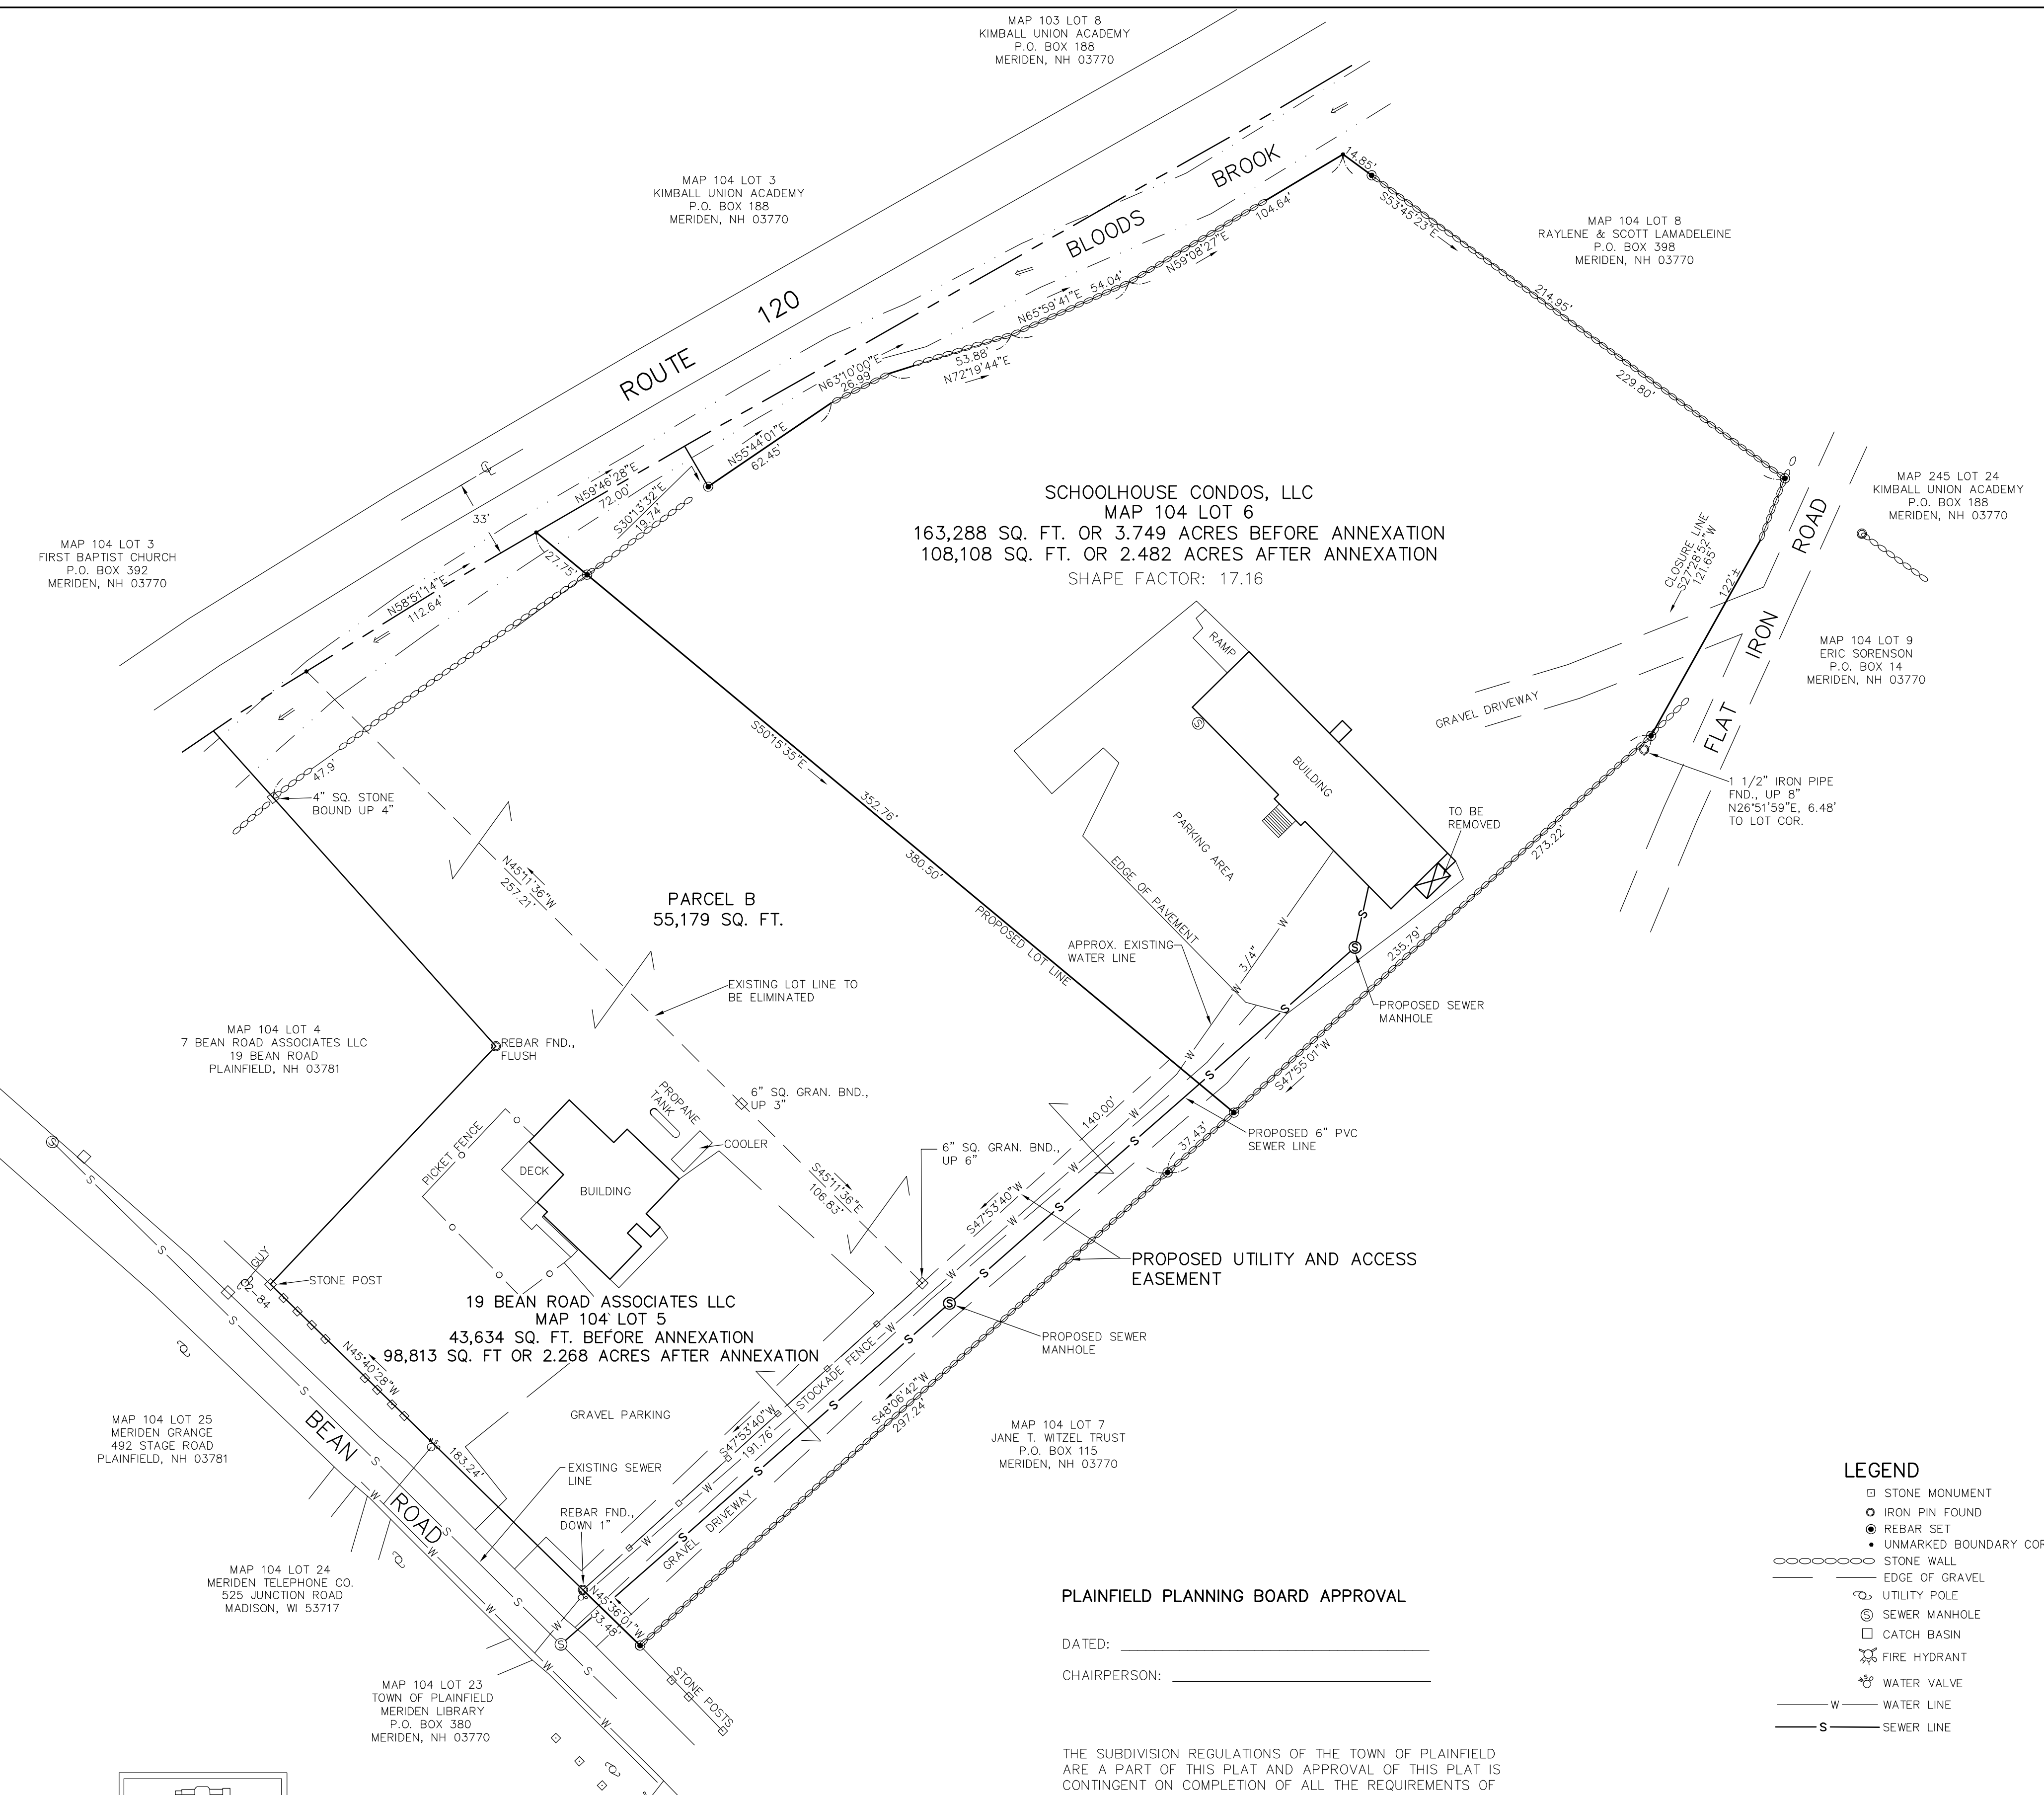 MAP 103 LOT 8
KIMBALL UNION ACADEMY
P.O. BOX 188
MERIDEN, NH 03770
MAP 104 LOT 3
KIMBALL UNION ACADEMY
P.O. BOX 188
MERIDEN, NH 03770
BLOODS BROOK
14.85'
S53°45'23"E
214.95'
229.80'
MAP 104 LOT 8
RAYLENE & SCOTT LAMADELEINE
P.O. BOX 398
MERIDEN, NH 03770
ROUTE 120
104.64'
N59°08'27"E
N65°59'41"E 54.04'
53.88'
N72°19'44"E
N63°10'00"E
26.99'
N55°44'01"E
62.45'
N59°46'28"E
72.00'
S30°13'32"E
19.74'
33'
27.75'
N58°51'14"E
112.64'
47.9'
MAP 104 LOT 3
FIRST BAPTIST CHURCH
P.O. BOX 392
MERIDEN, NH 03770
SCHOOLHOUSE CONDOS, LLC
MAP 104 LOT 6
163,288 SQ. FT. OR 3.749 ACRES BEFORE ANNEXATION
108,108 SQ. FT. OR 2.482 ACRES AFTER ANNEXATION
SHAPE FACTOR: 17.16
MAP 245 LOT 24
KIMBALL UNION ACADEMY
P.O. BOX 188
MERIDEN, NH 03770
FLAT IRON ROAD
CLOSURE LINE
S27°28'52"W
121.65'
122'±
MAP 104 LOT 9
ERIC SORENSON
P.O. BOX 14
MERIDEN, NH 03770
GRAVEL DRIVEWAY
1 1/2" IRON PIPE
FND., UP 8"
N26°51'59"E, 6.48'
TO LOT COR.
4" SQ. STONE
BOUND UP 4"
RAMP
BUILDING
PARKING AREA
EDGE OF PAVEMENT
TO BE
REMOVED
273.22'
235.79'
S47°55'01"W
S50°15'35"E
352.76'
380.50'
PROPOSED LOT LINE
N45°11'36"W
257.21'
PARCEL B
55,179 SQ. FT.
APPROX. EXISTING
WATER LINE
W
3/4"
W
S
PROPOSED SEWER
MANHOLE
EXISTING LOT LINE TO
BE ELIMINATED
MAP 104 LOT 4
7 BEAN ROAD ASSOCIATES LLC
19 BEAN ROAD
PLAINFIELD, NH 03781
REBAR FND.,
FLUSH
6" SQ. GRAN. BND.,
UP 3"
PROPANE
TANK
COOLER
PICKET FENCE
DECK
BUILDING
S45°11'36"E
106.83'
6" SQ. GRAN. BND.,
UP 6"
140.00'
37.43'
S47°53'40"W
PROPOSED 6" PVC
SEWER LINE
PROPOSED UTILITY AND ACCESS
EASEMENT
GUY
22-84
STONE POST
19 BEAN ROAD ASSOCIATES LLC
MAP 104 LOT 5
43,634 SQ. FT. BEFORE ANNEXATION
98,813 SQ. FT OR 2.268 ACRES AFTER ANNEXATION
PROPOSED SEWER
MANHOLE
STOCKADE FENCE
S48°06'42"W
297.24'
N45°40'28"W
183.24'
GRAVEL PARKING
S47°53'40"W
191.76'
MAP 104 LOT 25
MERIDEN GRANGE
492 STAGE ROAD
PLAINFIELD, NH 03781
BEAN ROAD
EXISTING SEWER
LINE
REBAR FND.,
DOWN 1"
GRAVEL DRIVEWAY
MAP 104 LOT 7
JANE T. WITZEL TRUST
P.O. BOX 115
MERIDEN, NH 03770
MAP 104 LOT 24
MERIDEN TELEPHONE CO.
525 JUNCTION ROAD
MADISON, WI 53717
N45°36'01"W
33.48'
STONE POSTS
MAP 104 LOT 23
TOWN OF PLAINFIELD
MERIDEN LIBRARY
P.O. BOX 380
MERIDEN, NH 03770
PLAINFIELD PLANNING BOARD APPROVAL
DATED:
CHAIRPERSON:
THE SUBDIVISION REGULATIONS OF THE TOWN OF PLAINFIELD
ARE A PART OF THIS PLAT AND APPROVAL OF THIS PLAT IS
CONTINGENT ON COMPLETION OF ALL THE REQUIREMENTS OF
LEGEND
STONE MONUMENT
IRON PIN FOUND
REBAR SET
UNMARKED BOUNDARY COR
STONE WALL
EDGE OF GRAVEL
UTILITY POLE
S SEWER MANHOLE
CATCH BASIN
FIRE HYDRANT
WATER VALVE
W WATER LINE
S SEWER LINE